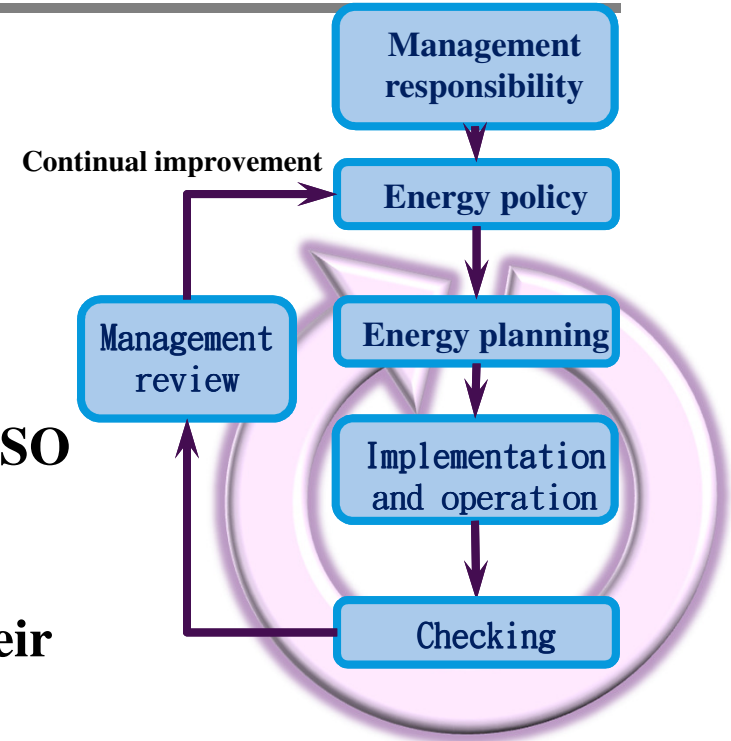 Management
responsibility
Continual improvement
Energy policy
Energy planning
Management
review
SO
Implementation
and operation
eir
Checking